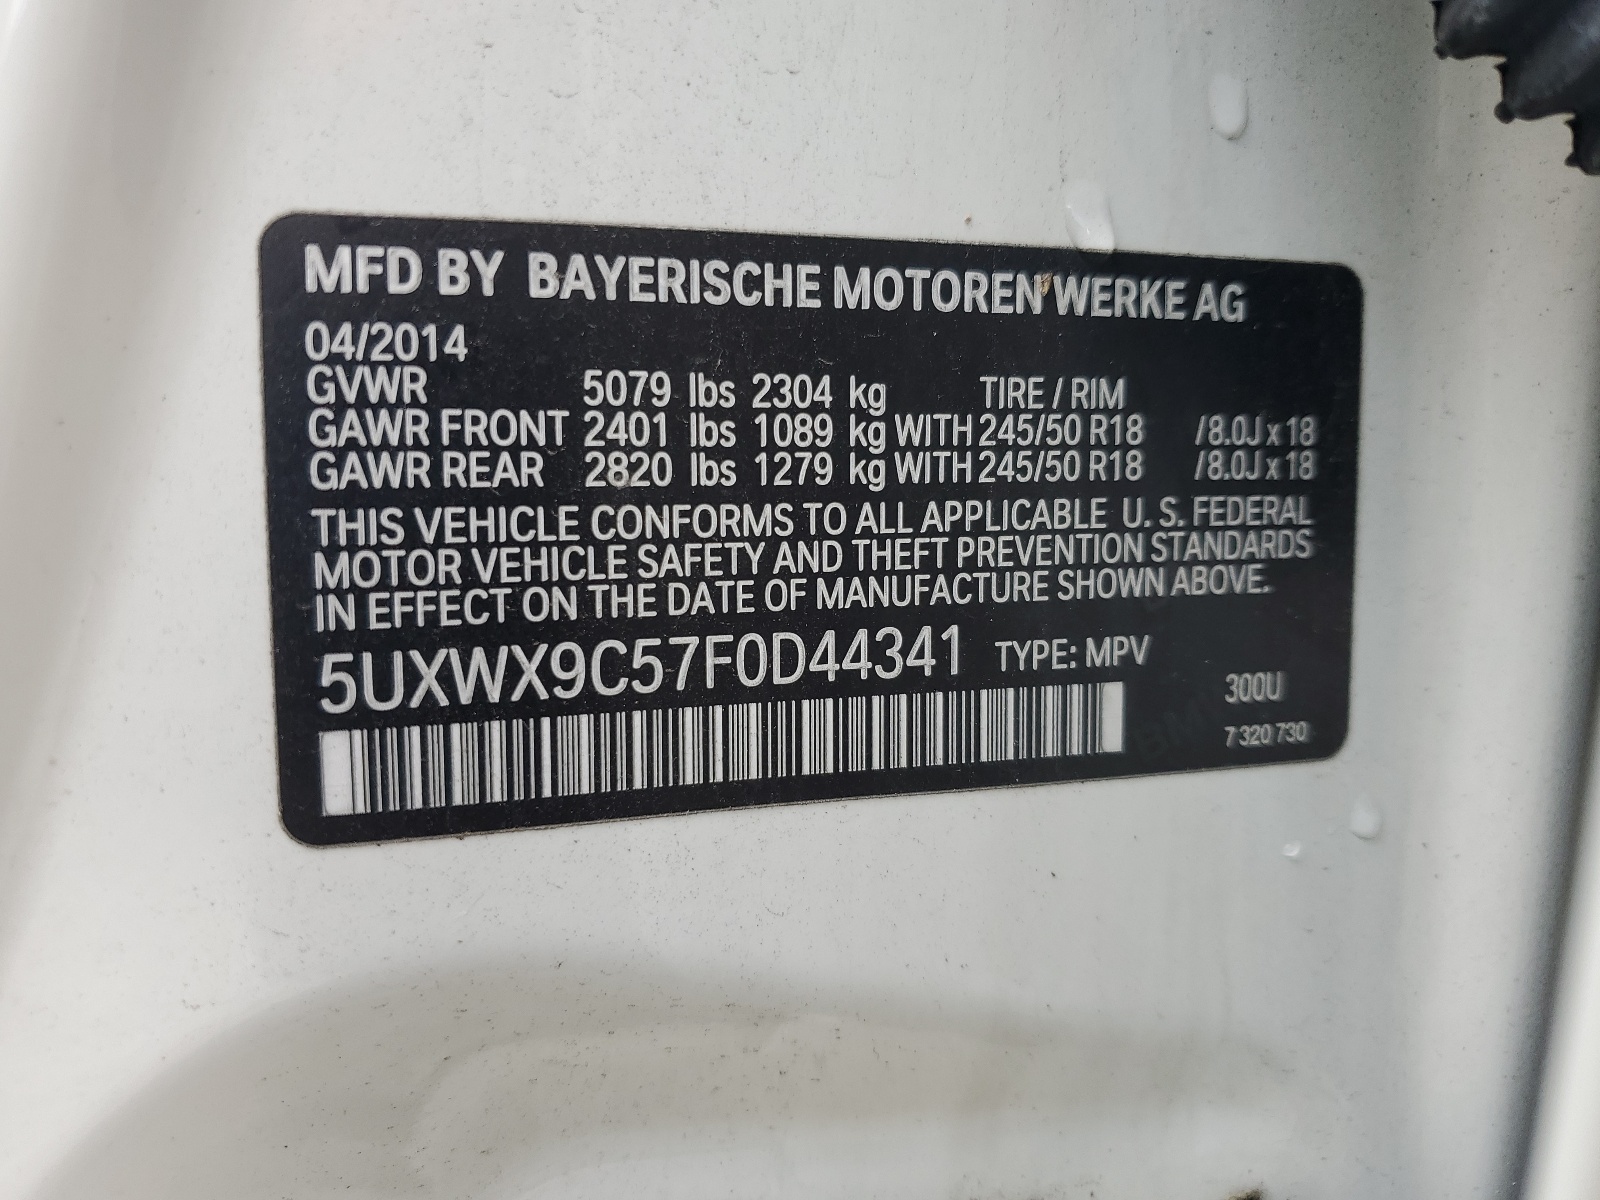 MFD BY BAYERISCHE MOTOREN WERKE AG
04/2014
GVWR 5079 lbs 2304 kg TIRE / RIM
GAWR FRONT 2401 lbs 1089 kg WITH 245/50 R18 /8.0J x 18
GAWR REAR 2820 lbs 1279 kg WITH 245/50 R18 /8.0J x 18
THIS VEHICLE CONFORMS TO ALL APPLICABLE U. S. FEDERAL
MOTOR VEHICLE SAFETY AND THEFT PREVENTION STANDARDS
IN EFFECT ON THE DATE OF MANUFACTURE SHOWN ABOVE.
5UXWX9C57F0D44341 TYPE: MPV
300U
7 320 730